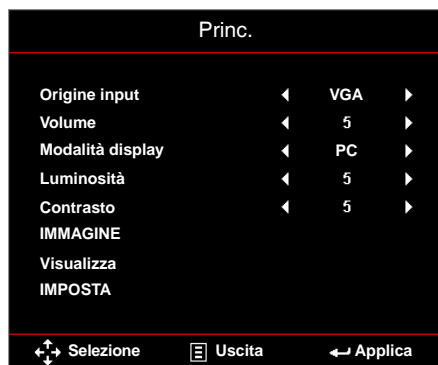 Princ.
Origine input VGA
Volume 5
Modalità display PC
Luminosità 5
Contrasto 5
IMMAGINE
Visualizza
IMPOSTA
Selezione Uscita Applica